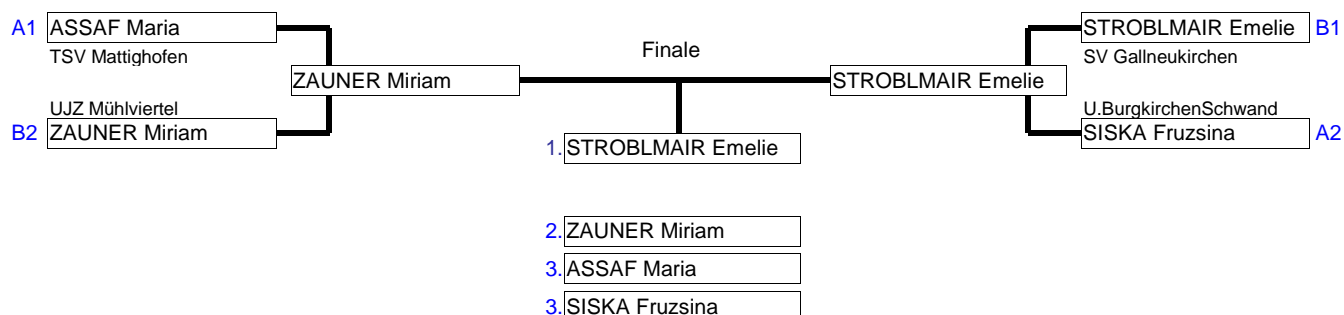 A1 ASSAF Maria
TSV Mattighofen
STROBLMAIR Emelie B1
SV Gallneukirchen
Finale
ZAUNER Miriam
STROBLMAIR Emelie
UJZ Mühlviertel
B2 ZAUNER Miriam
U.BurgkirchenSchwand
SISKA Fruzsina A2
1. STROBLMAIR Emelie
2. ZAUNER Miriam
3. ASSAF Maria
3. SISKA Fruzsina